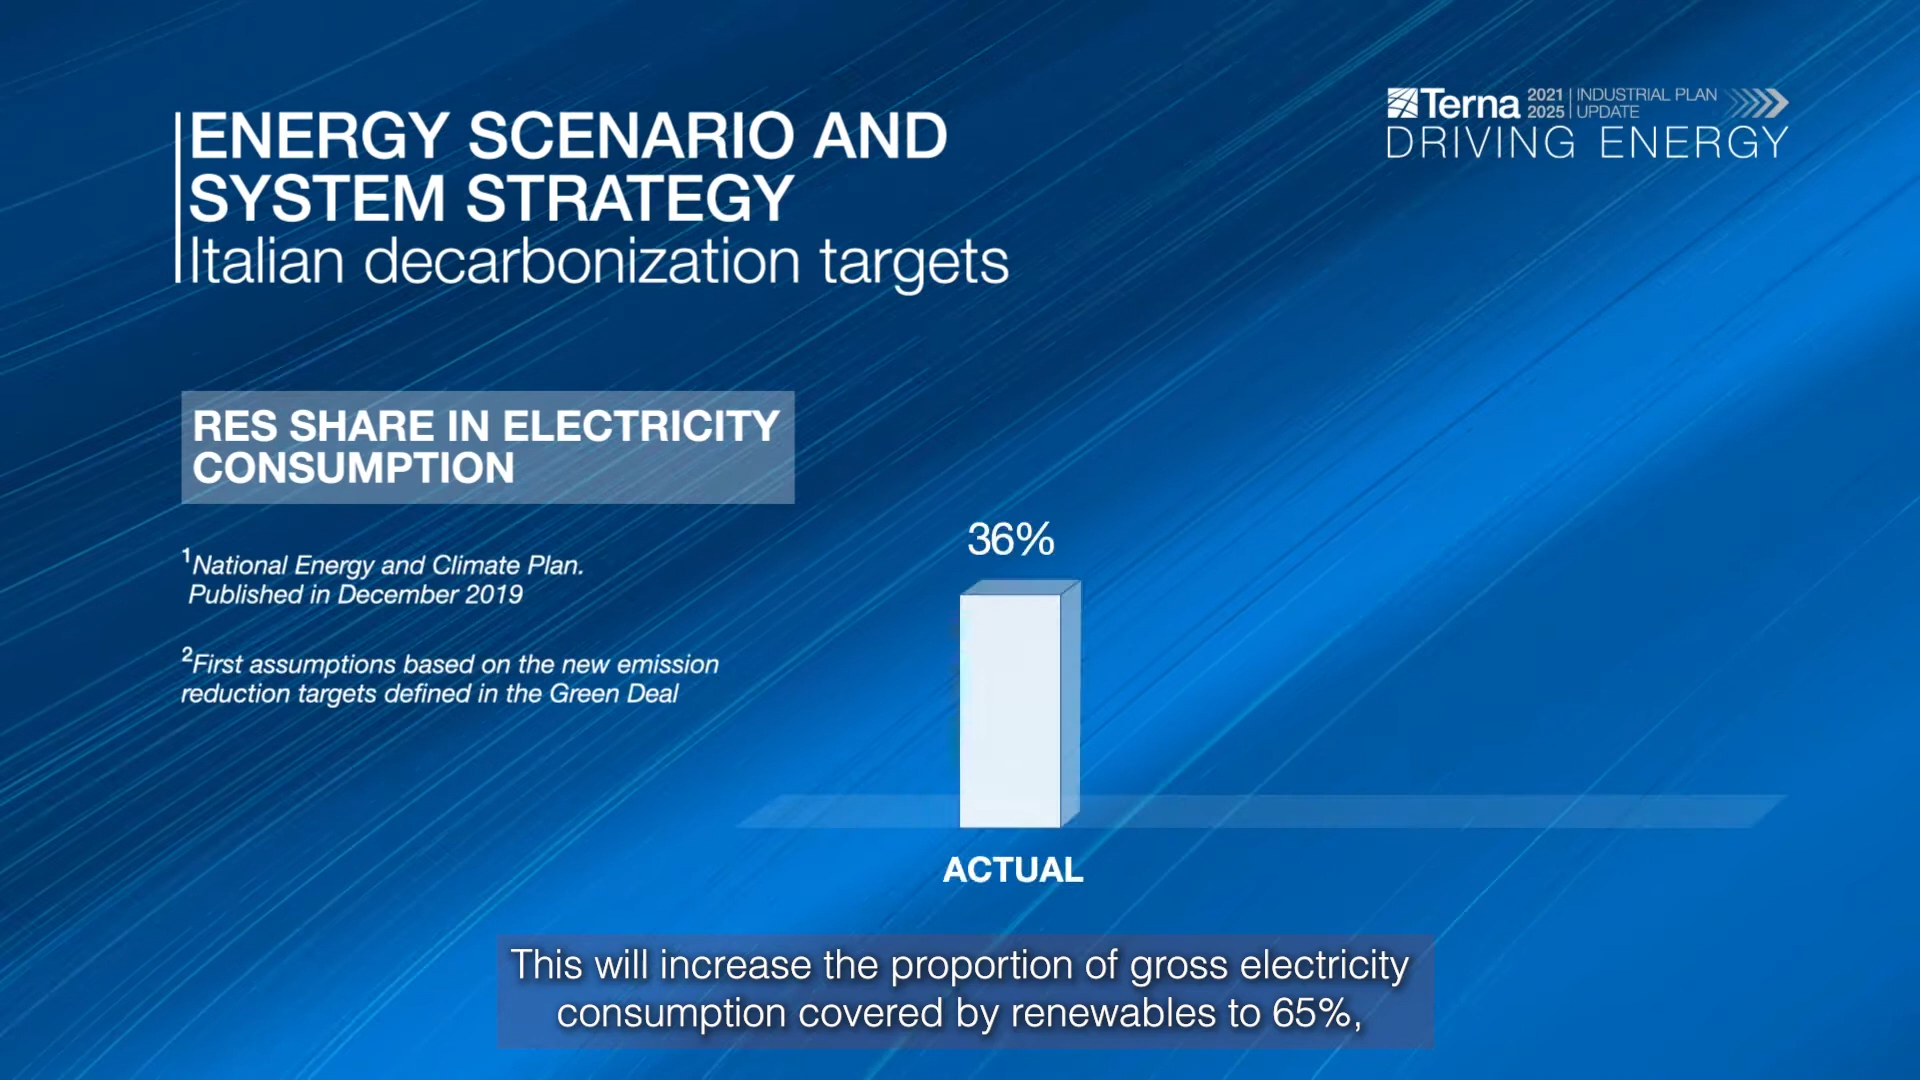 ENERGY SCENARIO AND
SYSTEM STRATEGY
Italian decarbonization targets
Terna 2021 2025 INDUSTRIAL PLAN UPDATE
DRIVING ENERGY
RES SHARE IN ELECTRICITY
CONSUMPTION
¹National Energy and Climate Plan.
Published in December 2019
²First assumptions based on the new emission
reduction targets defined in the Green Deal
36%
ACTUAL
This will increase the proportion of gross electricity
consumption covered by renewables to 65%,